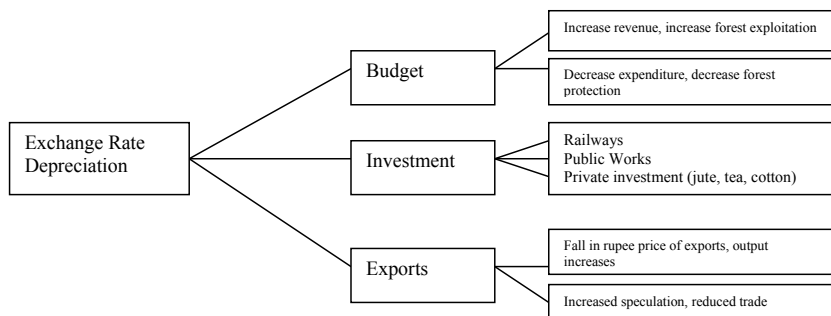 Increase revenue, increase forest exploitation
Budget
Decrease expenditure, decrease forest
protection
Exchange Rate
Depreciation
Investment
Railways
Public Works
Private investment (jute, tea, cotton)
Exports
Fall in rupee price of exports, output
increases
Increased speculation, reduced trade